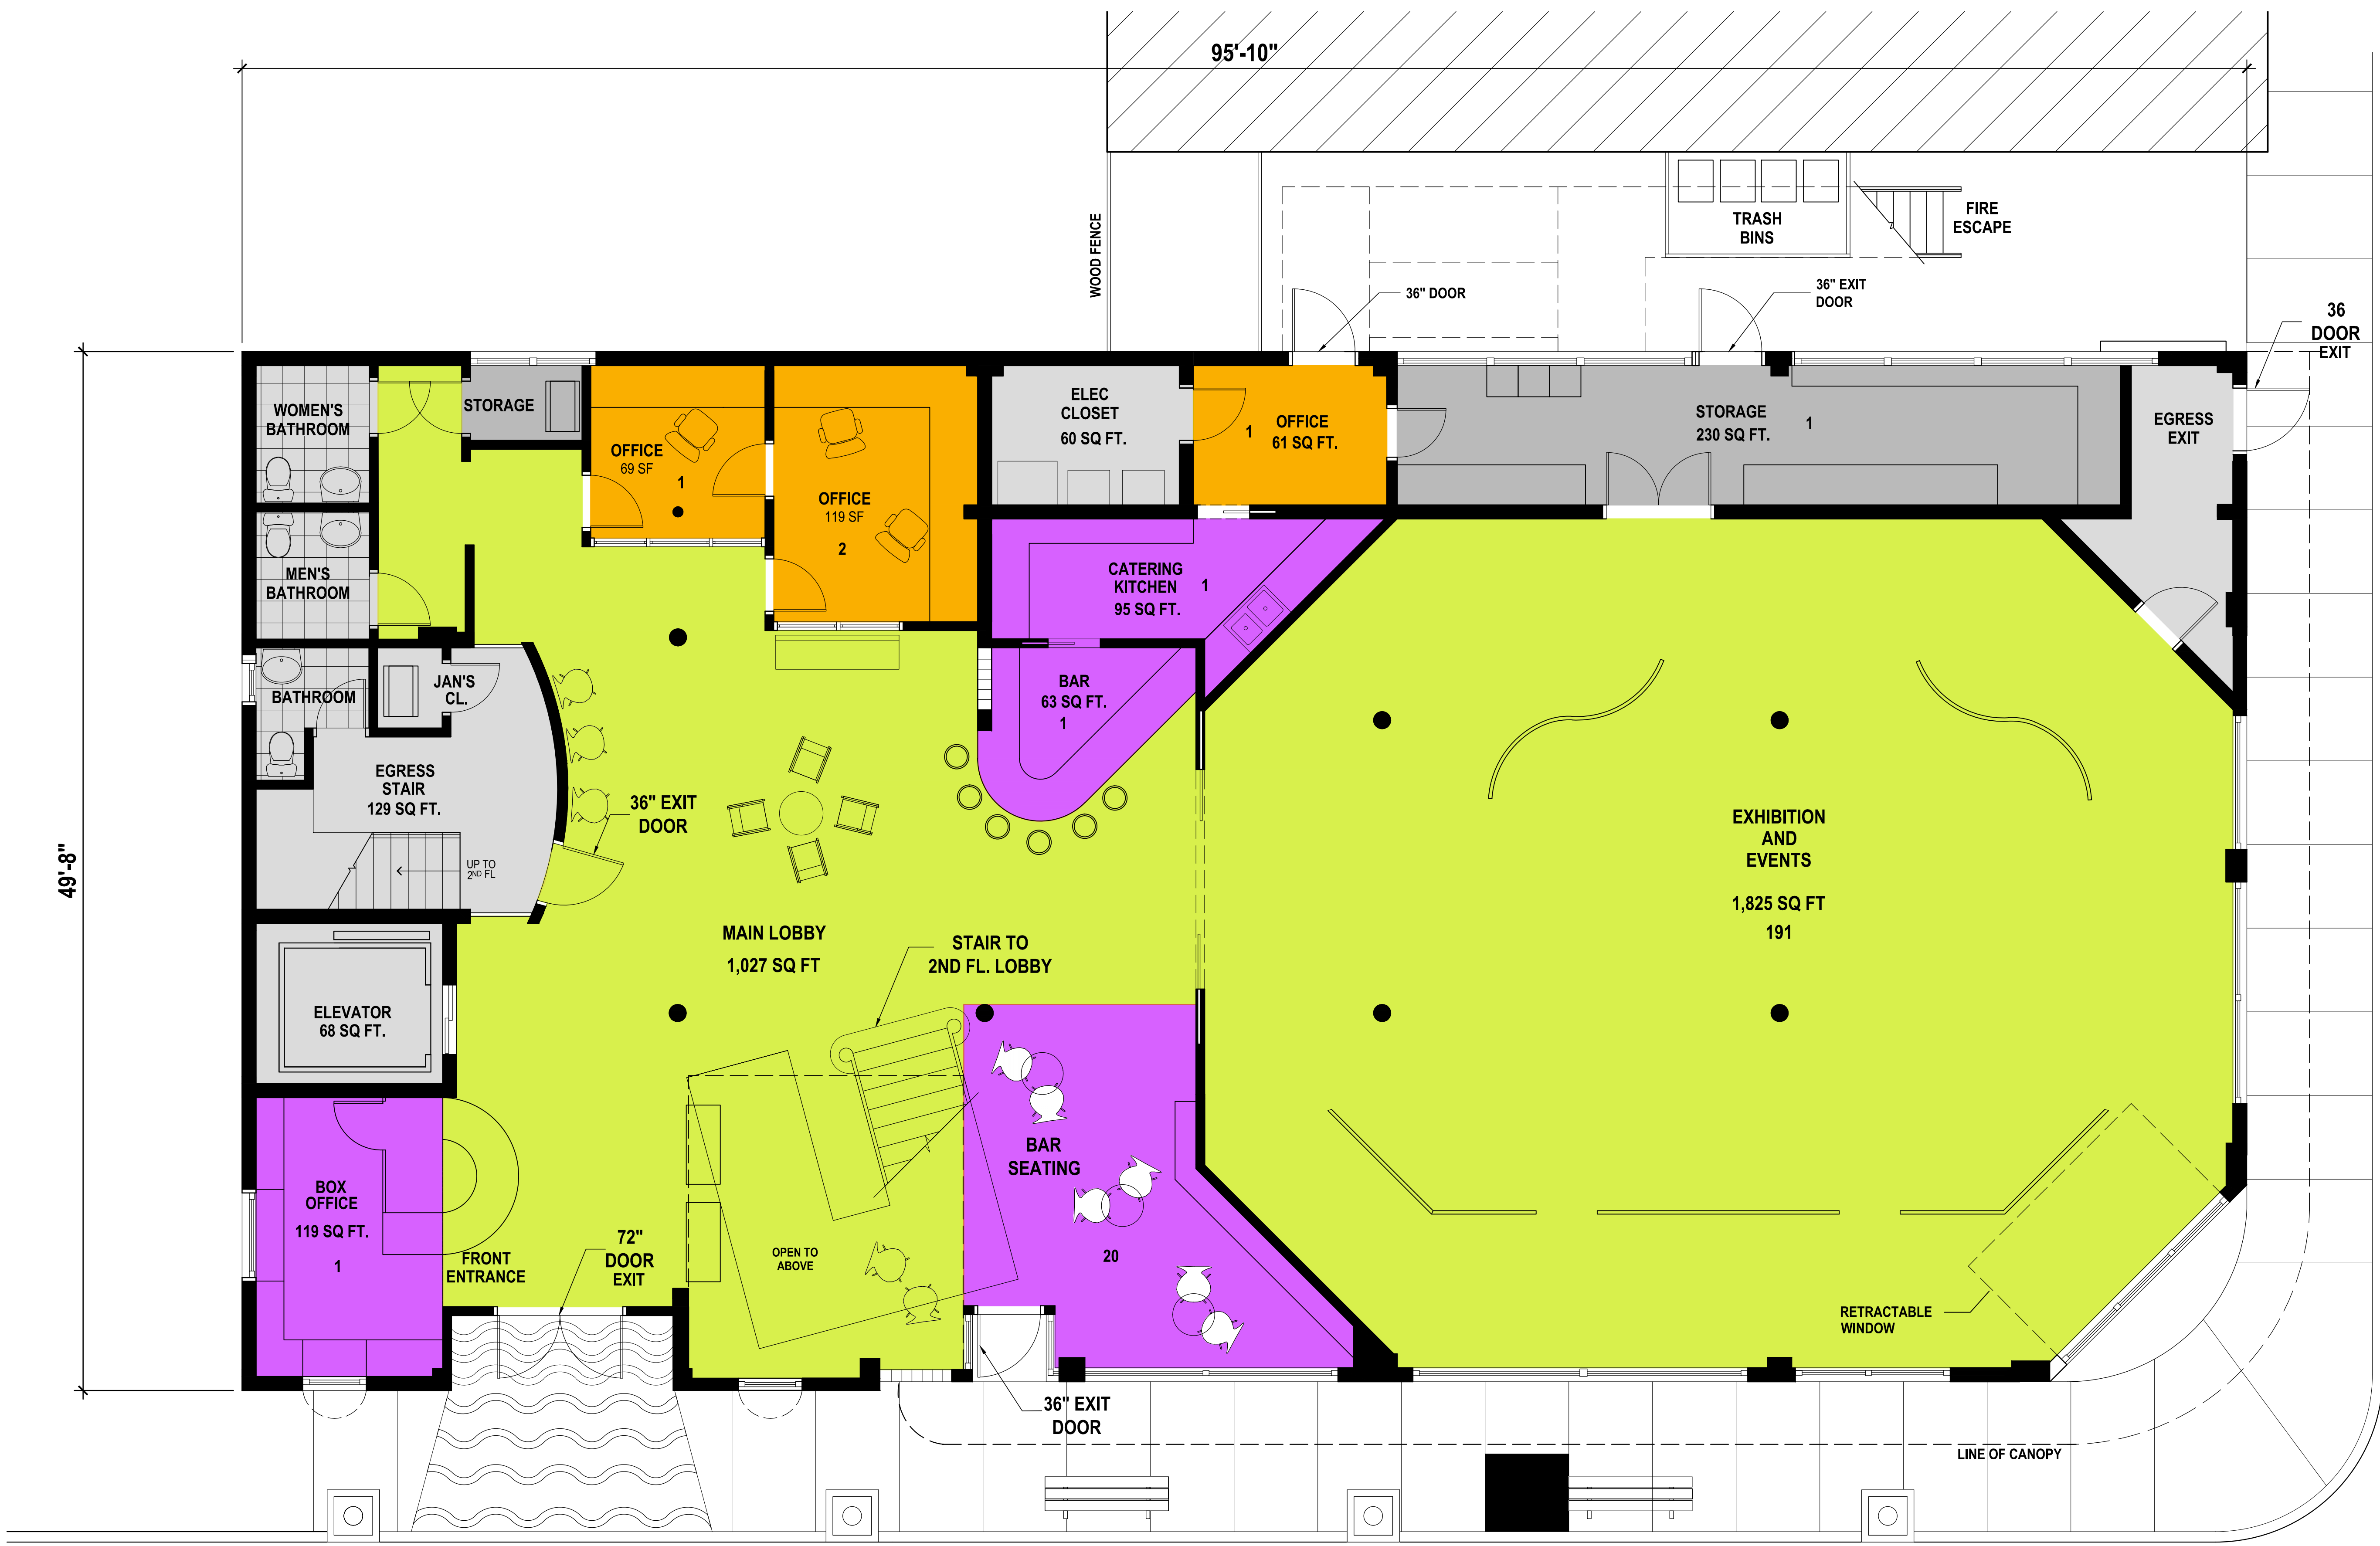 95'-10"
WOOD FENCE
TRASH
BINS
FIRE
ESCAPE
36" DOOR
36" EXIT
DOOR
36
DOOR
EXIT
WOMEN'S
BATHROOM
STORAGE
OFFICE
69 SF
1
OFFICE
119 SF
2
ELEC
CLOSET
60 SQ FT.
1
OFFICE
61 SQ FT.
STORAGE
230 SQ FT.
1
EGRESS
EXIT
MEN'S
BATHROOM
CATERING
KITCHEN
95 SQ FT.
1
BATHROOM
JAN'S
CL.
BAR
63 SQ FT.
1
EGRESS
STAIR
129 SQ FT.
36" EXIT
DOOR
UP TO
2ND FL
49'-8"
EXHIBITION
AND
EVENTS
1,825 SQ FT
191
MAIN LOBBY
1,027 SQ FT
STAIR TO
2ND FL. LOBBY
ELEVATOR
68 SQ FT.
BAR
SEATING
20
BOX
OFFICE
119 SQ FT.
1
FRONT
ENTRANCE
72"
DOOR
EXIT
OPEN TO
ABOVE
RETRACTABLE
WINDOW
36" EXIT
DOOR
LINE OF CANOPY